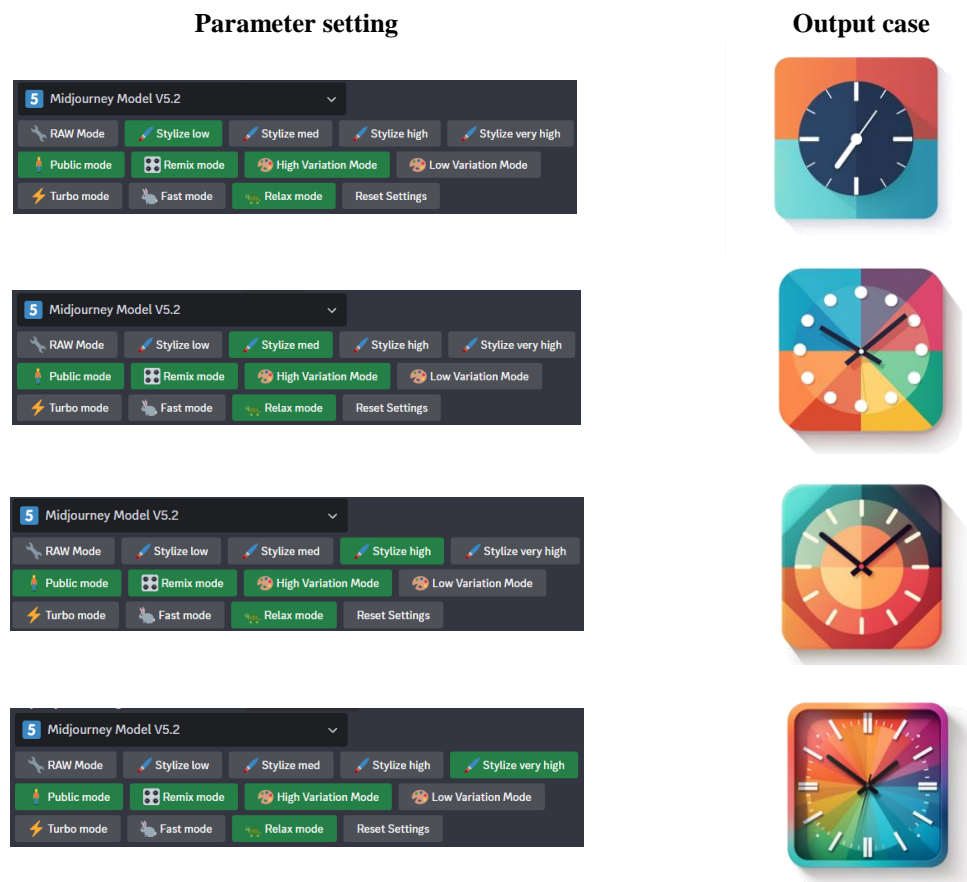 Parameter setting Output case
5 Midjourney Model V5.2
RAW Mode Stylize low Stylize med Stylize high Stylize very high
Public mode Remix mode High Variation Mode Low Variation Mode
Turbo mode Fast mode Relax mode Reset Settings
5 Midjourney Model V5.2
RAW Mode Stylize low Stylize med Stylize high Stylize very high
Public mode Remix mode High Variation Mode Low Variation Mode
Turbo mode Fast mode Relax mode Reset Settings
5 Midjourney Model V5.2
RAW Mode Stylize low Stylize med Stylize high Stylize very high
Public mode Remix mode High Variation Mode Low Variation Mode
Turbo mode Fast mode Relax mode Reset Settings
5 Midjourney Model V5.2
RAW Mode Stylize low Stylize med Stylize high Stylize very high
Public mode Remix mode High Variation Mode Low Variation Mode
Turbo mode Fast mode Relax mode Reset Settings